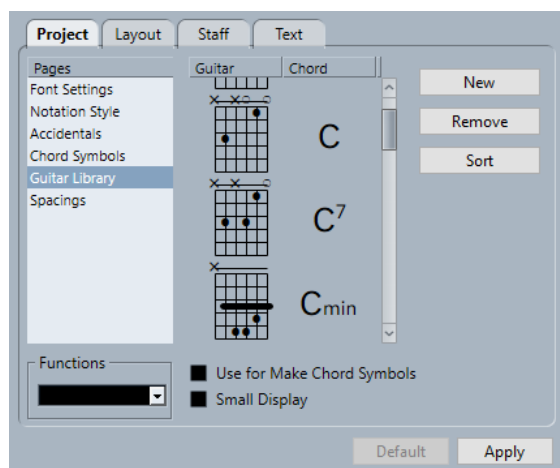 Project Layout Staff Text
Pages
Font Settings
Notation Style
Accidentals
Chord Symbols
Guitar Library
Spacings
Guitar Chord
C
C7
Cmin
New
Remove
Sort
Functions
Use for Make Chord Symbols
Small Display
Default Apply